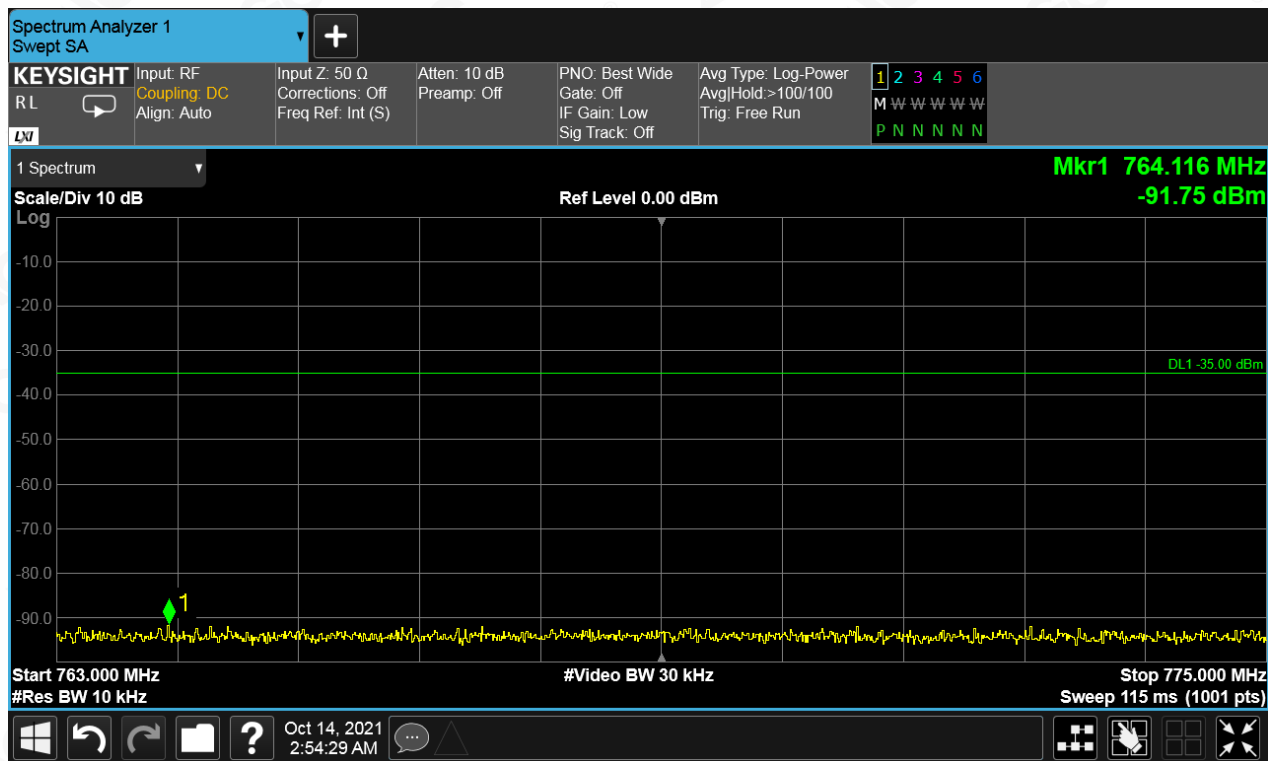 Spectrum Analyzer 1
Swept SA
KEYSIGHT
RL
LXI
Input: RF
Coupling: DC
Align: Auto
Input Z: 50 Ω
Corrections: Off
Freq Ref: Int (S)
Atten: 10 dB
Preamp: Off
PNO: Best Wide
Gate: Off
IF Gain: Low
Sig Track: Off
Avg Type: Log-Power
Avg|Hold:>100/100
Trig: Free Run
1 2 3 4 5 6
M W W W W W
P N N N N N
1 Spectrum
Mkr1 764.116 MHz
-91.75 dBm
Scale/Div 10 dB
Ref Level 0.00 dBm
Log
-10.0
-20.0
-30.0
DL1 -35.00 dBm
-40.0
-50.0
-60.0
-70.0
-80.0
1
-90.0
Start 763.000 MHz
#Video BW 30 kHz
Stop 775.000 MHz
#Res BW 10 kHz
Sweep 115 ms (1001 pts)
?
Oct 14, 2021
2:54:29 AM